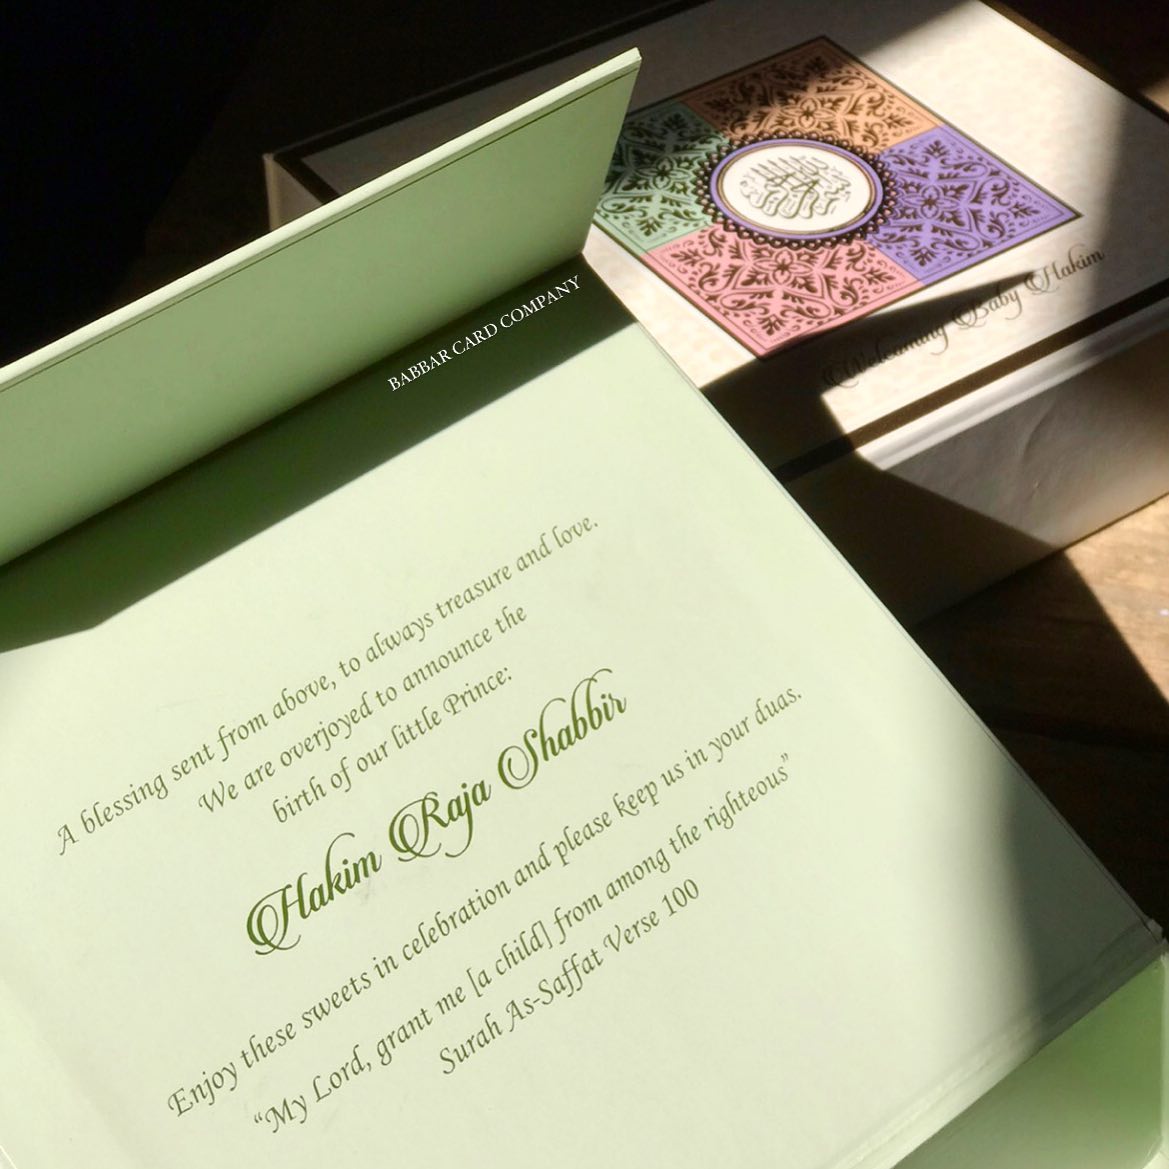 BABBAR CARD COMPANY
A blessing sent from above, to always treasure and love.
We are overjoyed to announce the
birth of our little Prince:
Hakim Raja Shabbir
Enjoy these sweets in celebration and please keep us in your duas.
“My Lord, grant me [a child] from among the righteous”
Surah As-Saffat Verse 100
Welcoming Baby Hakim